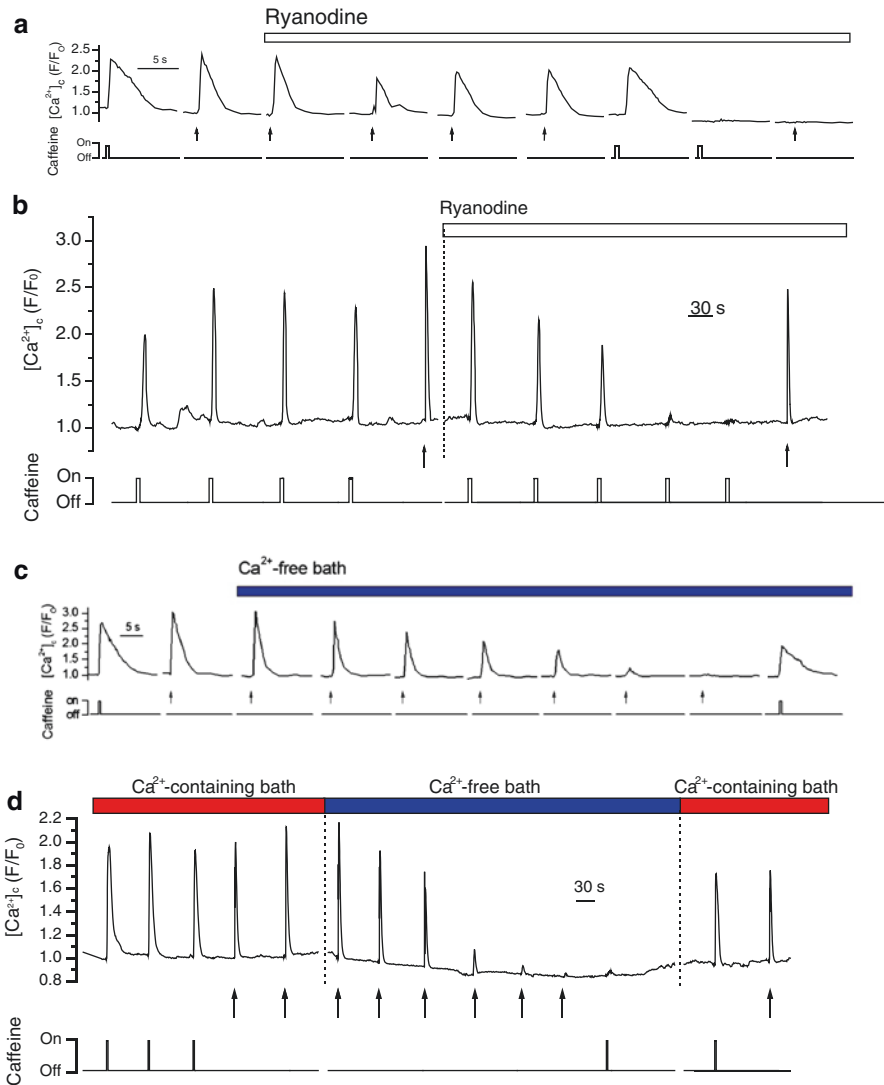 a
Ryanodine
[Ca²⁺]c (F/Fo)
2.5
2.0
1.5
1.0
5 s
Caffeine
On
Off
b
Ryanodine
[Ca²⁺]c (F/F0)
3.0
2.5
2.0
1.5
1.0
30 s
Caffeine
On
Off
c
Ca²⁺-free bath
[Ca²⁺]c (F/Fo)
3.0
2.5
2.0
1.5
1.0
5 s
Caffeine
on
off
d
Ca²⁺-containing bath
Ca²⁺-free bath
Ca²⁺-containing bath
[Ca²⁺]c (F/Fo)
2.2
2.0
1.8
1.6
1.4
1.2
1.0
0.8
30 s
Caffeine
On
Off